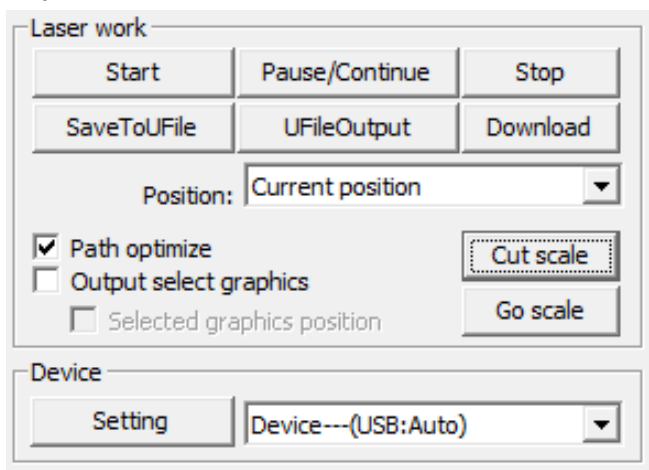 Laser work
Start Pause/Continue Stop
SaveToUFile UFileOutput Download
Position: Current position
Path optimize
Cut scale
Output select graphics
Go scale
Selected graphics position
Device
Setting Device---(USB:Auto)